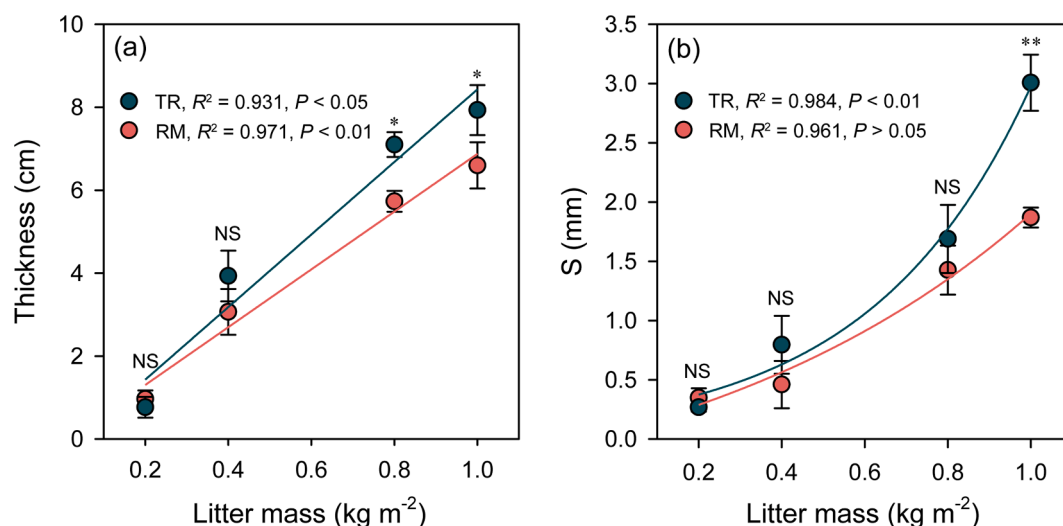 (a)
TR, R² = 0.931, P < 0.05
RM, R² = 0.971, P < 0.01
Thickness (cm)
10
8
6
4
2
0
NS
NS
*
*
0.2 0.4 0.6 0.8 1.0
Litter mass (kg m⁻²)
(b)
TR, R² = 0.984, P < 0.01
RM, R² = 0.961, P > 0.05
S (mm)
3.5
3.0
2.5
2.0
1.5
1.0
0.5
0.0
NS
NS
NS
**
0.2 0.4 0.6 0.8 1.0
Litter mass (kg m⁻²)